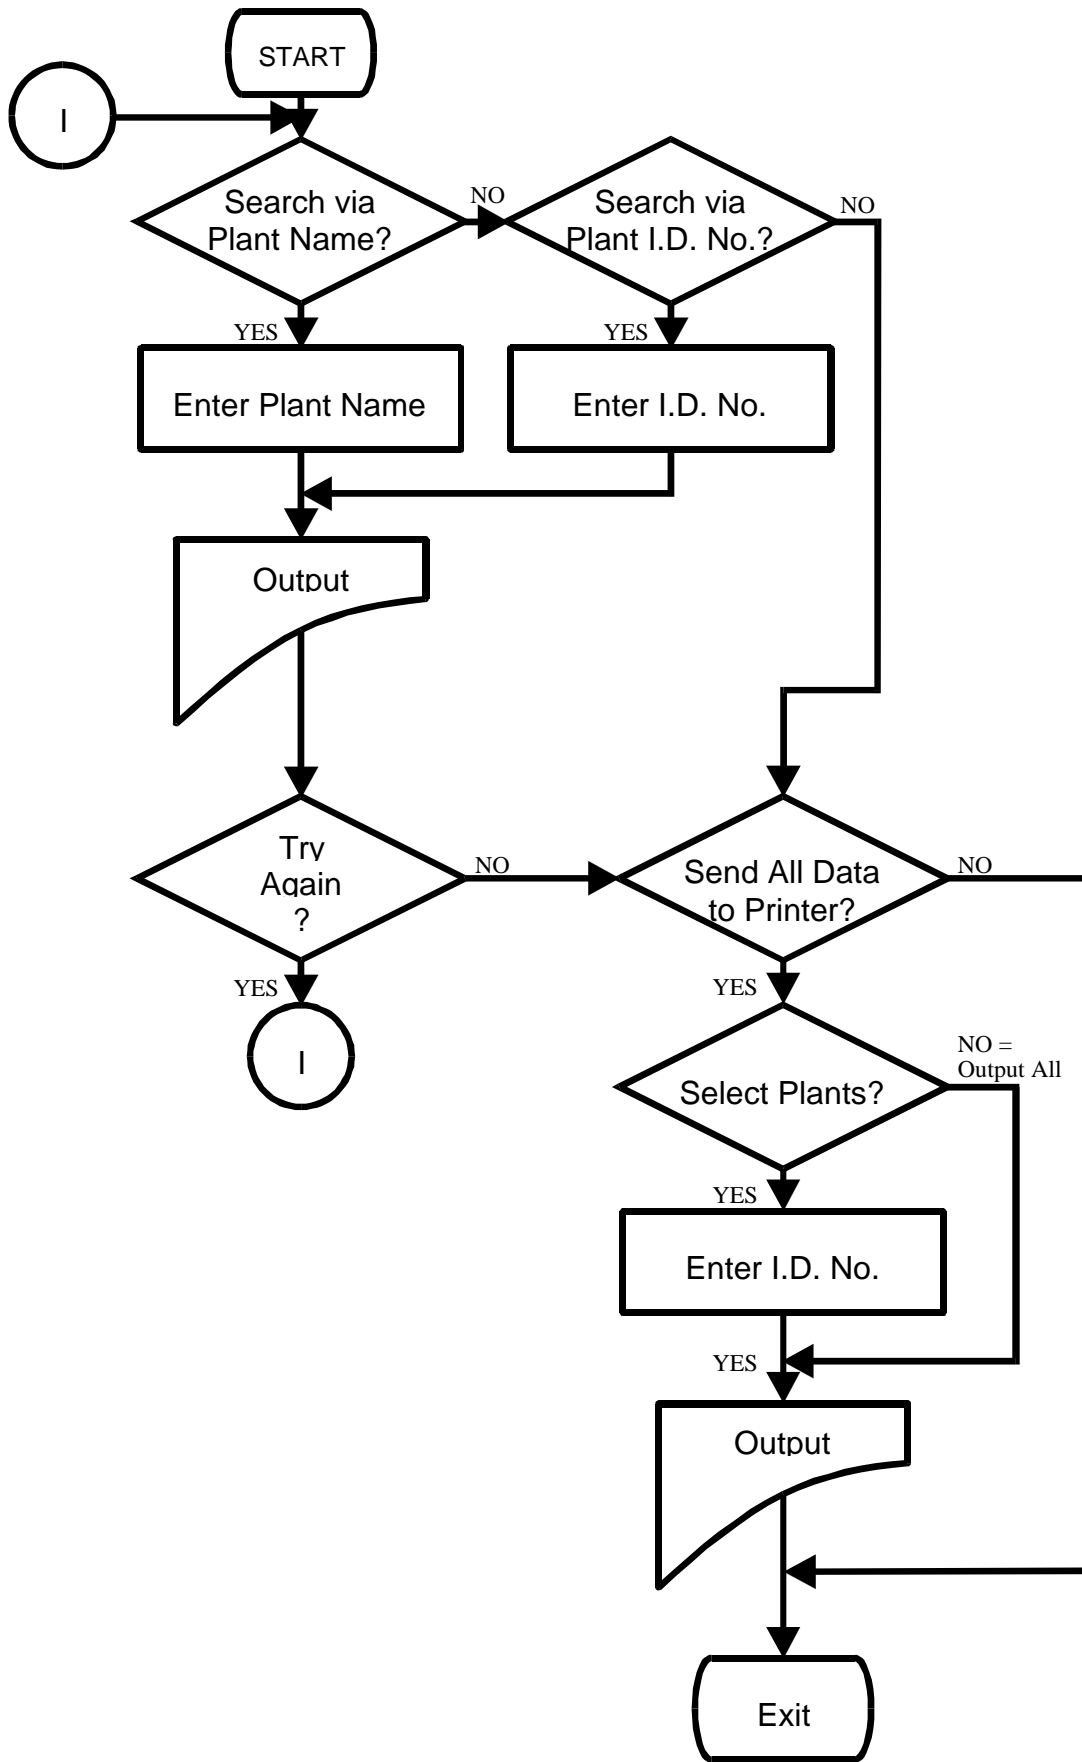 START
I
Search via
Plant Name?
NO
Search via
Plant I.D. No.?
NO
YES
YES
Enter Plant Name
Enter I.D. No.
Output
Try
Again
?
NO
Send All Data
to Printer?
NO
YES
YES
I
Select Plants?
NO =
Output All
YES
Enter I.D. No.
YES
Output
Exit